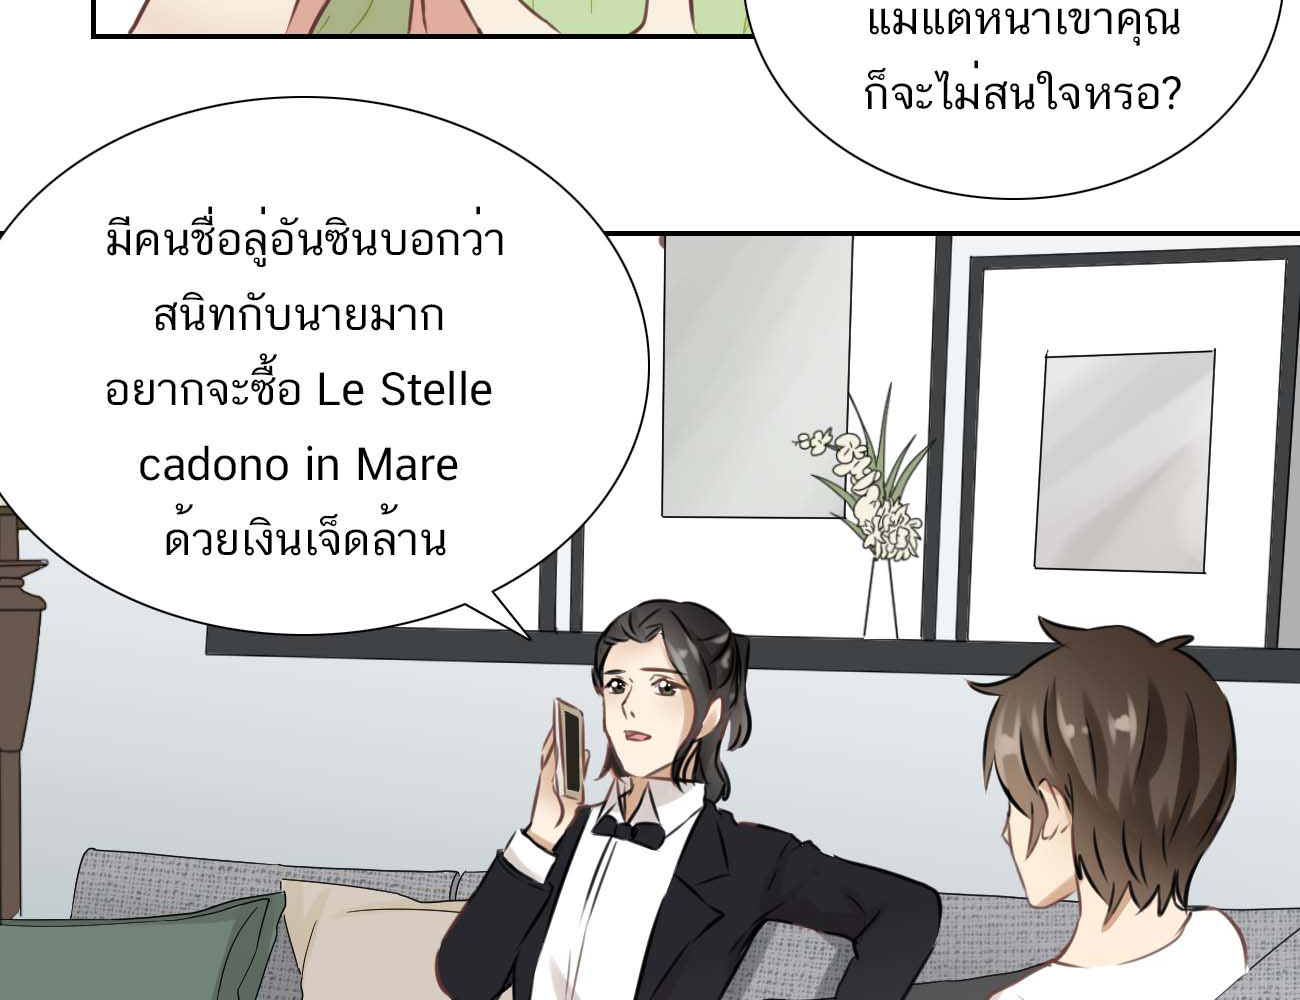 แม้แต่หน้าเขาคุณ
ก็จะไม่สนใจหรอ?
มีคนชื่อลู่อันซินบอกว่า
สนิทกับนายมาก
อยากจะซื้อ Le Stelle
cadono in Mare
ด้วยเงินเจ็ดล้าน